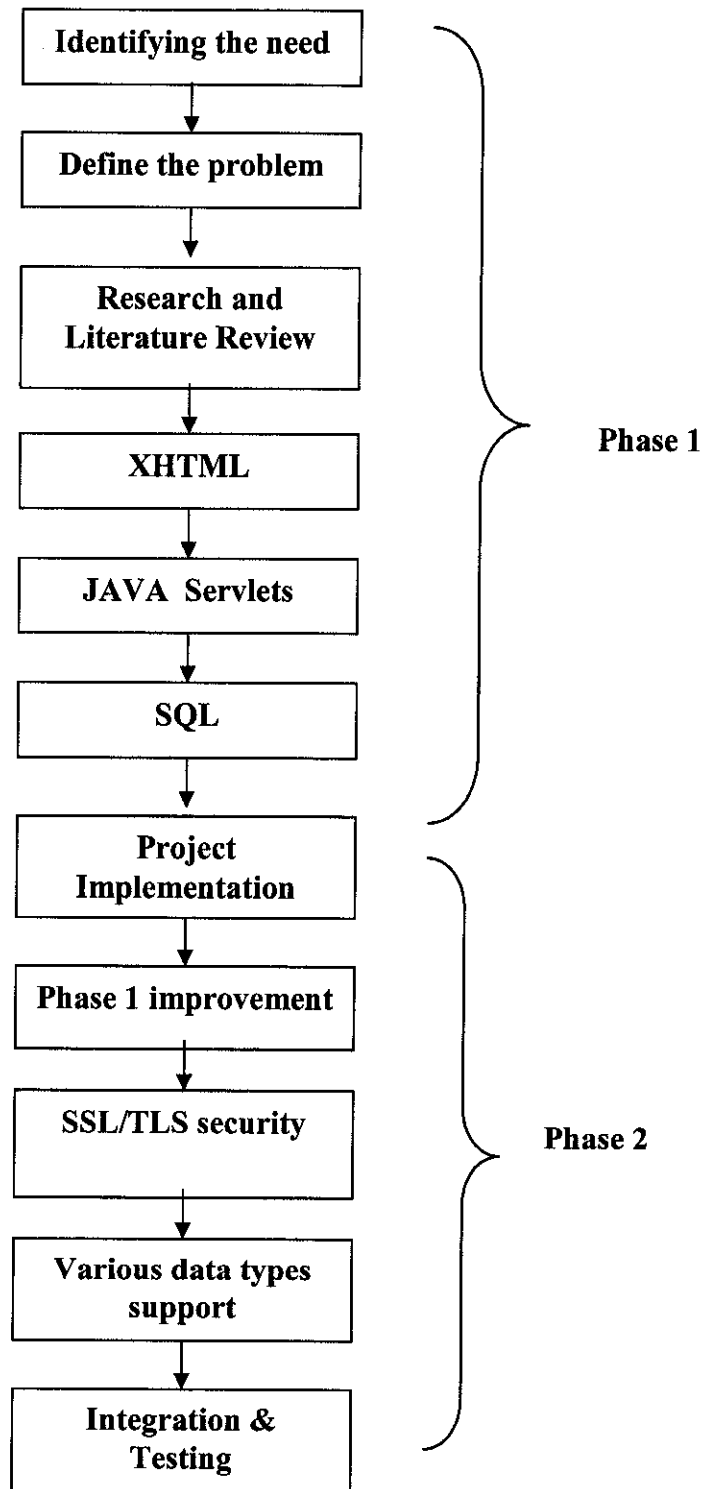 Identifying the need
Define the problem
Research and
Literature Review
XHTML
JAVA Servlets
SQL
Phase 1
Project
Implementation
Phase 1 improvement
SSL/TLS security
Various data types
support
Integration &
Testing
Phase 2